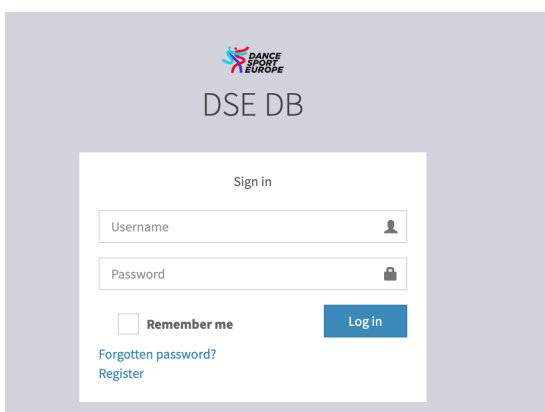 DANCE
SPORT
EUROPE
DSE DB
Sign in
Username
Password
Remember me
Log in
Forgotten password?
Register